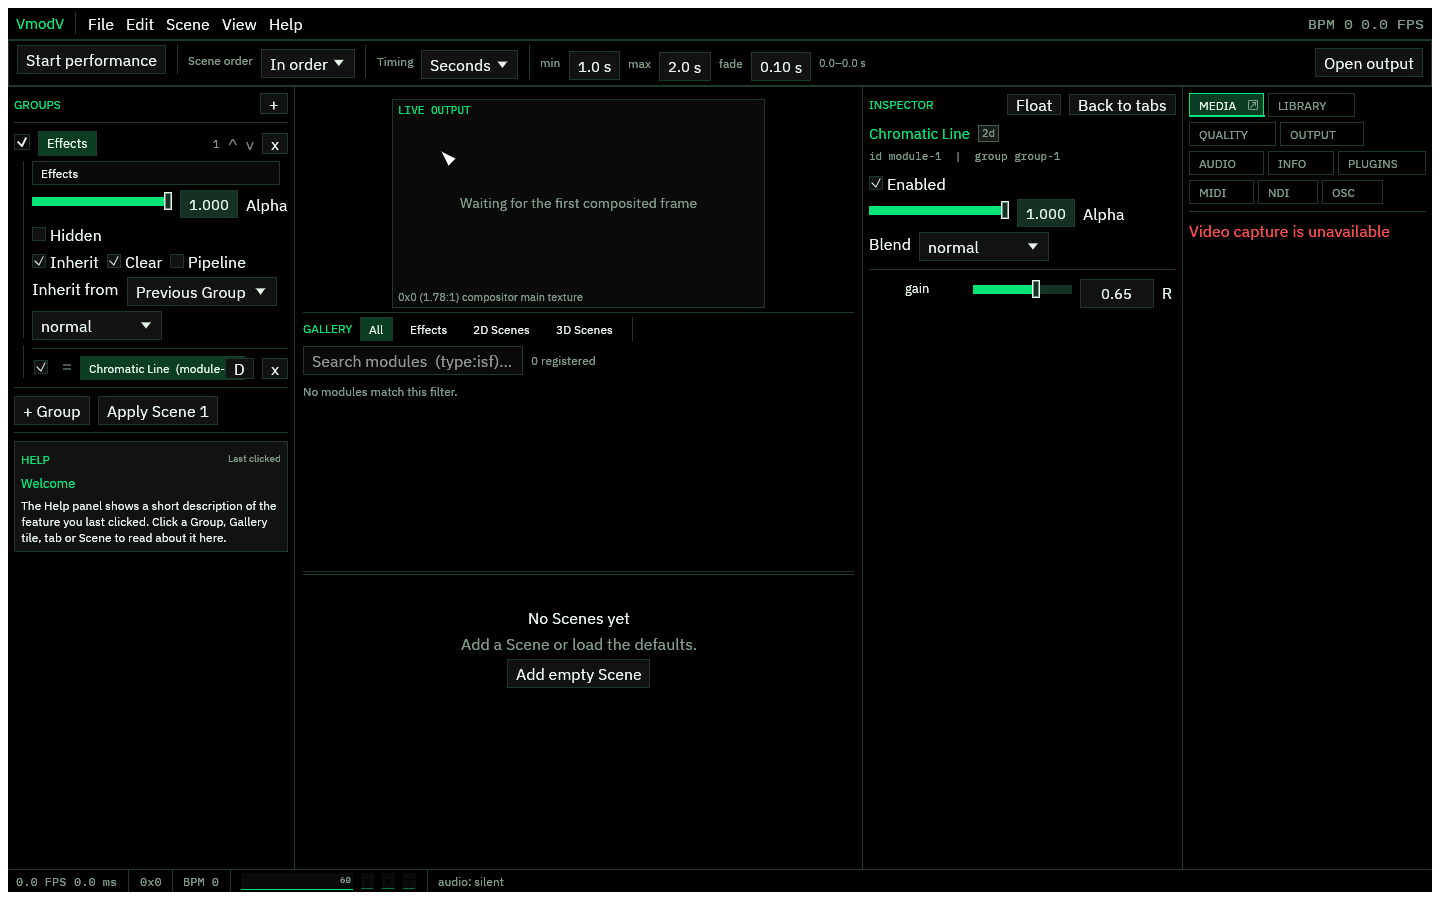 VmodV File Edit Scene View Help BPM 0 0.0 FPS
Start performance Scene order In order Timing Seconds min 1.0 s max 2.0 s fade 0.10 s 0.0–0.0 s Open output
GROUPS +
Effects 1 ^ v x
Effects
1.000 Alpha
Hidden
Inherit Clear Pipeline
Inherit from Previous Group
normal
= Chromatic Line (module- D x
+ Group Apply Scene 1
HELP Last clicked
Welcome
The Help panel shows a short description of the
feature you last clicked. Click a Group, Gallery
tile, tab or Scene to read about it here.
LIVE OUTPUT
Waiting for the first composited frame
0x0 (1.78:1) compositor main texture
GALLERY All Effects 2D Scenes 3D Scenes
Search modules (type:isf)... 0 registered
No modules match this filter.
No Scenes yet
Add a Scene or load the defaults.
Add empty Scene
INSPECTOR Float Back to tabs
Chromatic Line 2d
id module-1 | group group-1
Enabled
1.000 Alpha
Blend normal
gain 0.65 R
MEDIA LIBRARY
QUALITY OUTPUT
AUDIO INFO PLUGINS
MIDI NDI OSC
Video capture is unavailable
0.0 FPS 0.0 ms 0x0 BPM 0 60 audio: silent